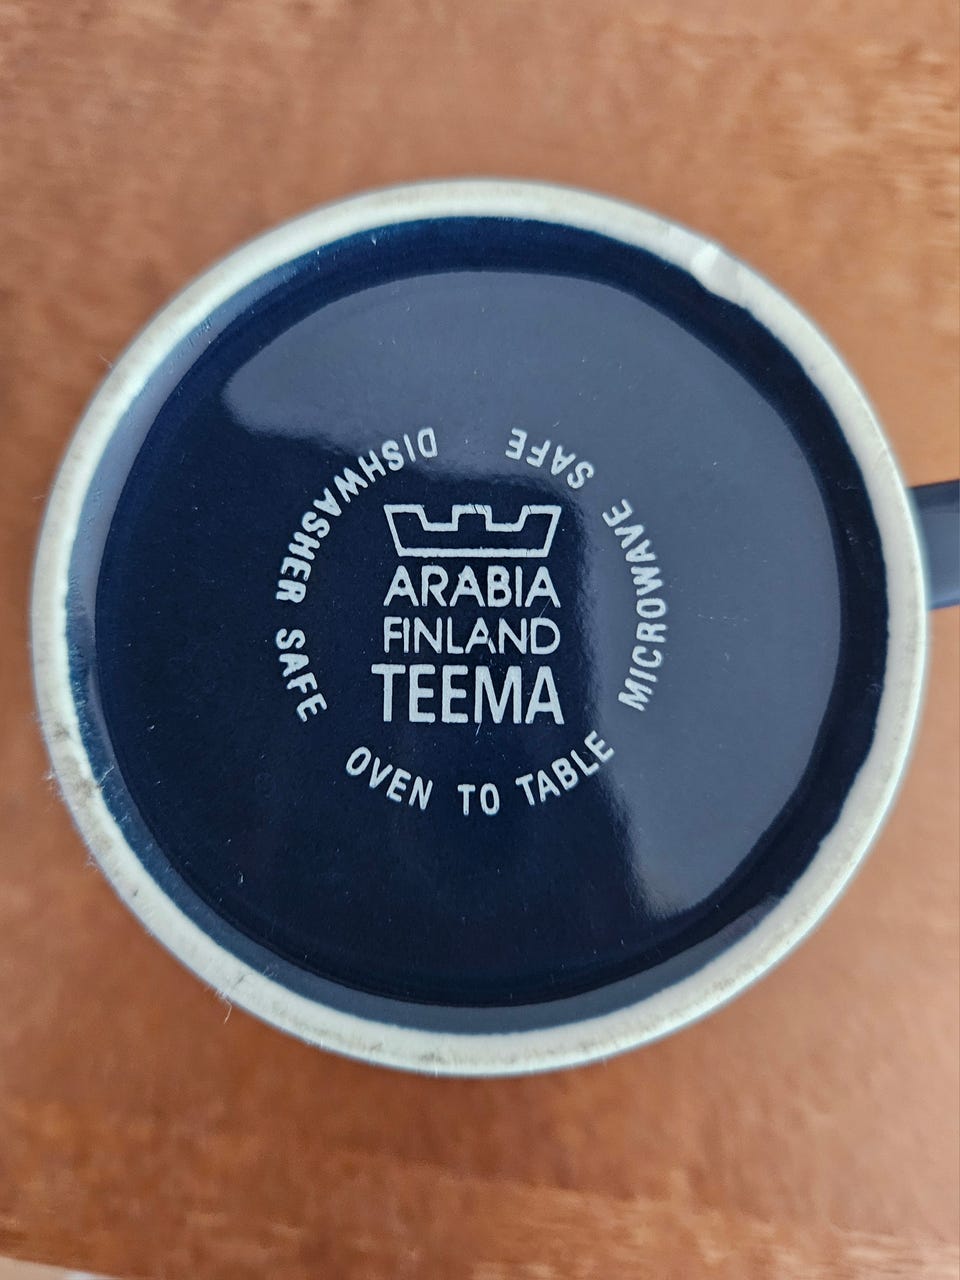 ARABIA
FINLAND
TEEMA
DISHWASHER SAFE
OVEN TO TABLE
MICROWAVE SAFE